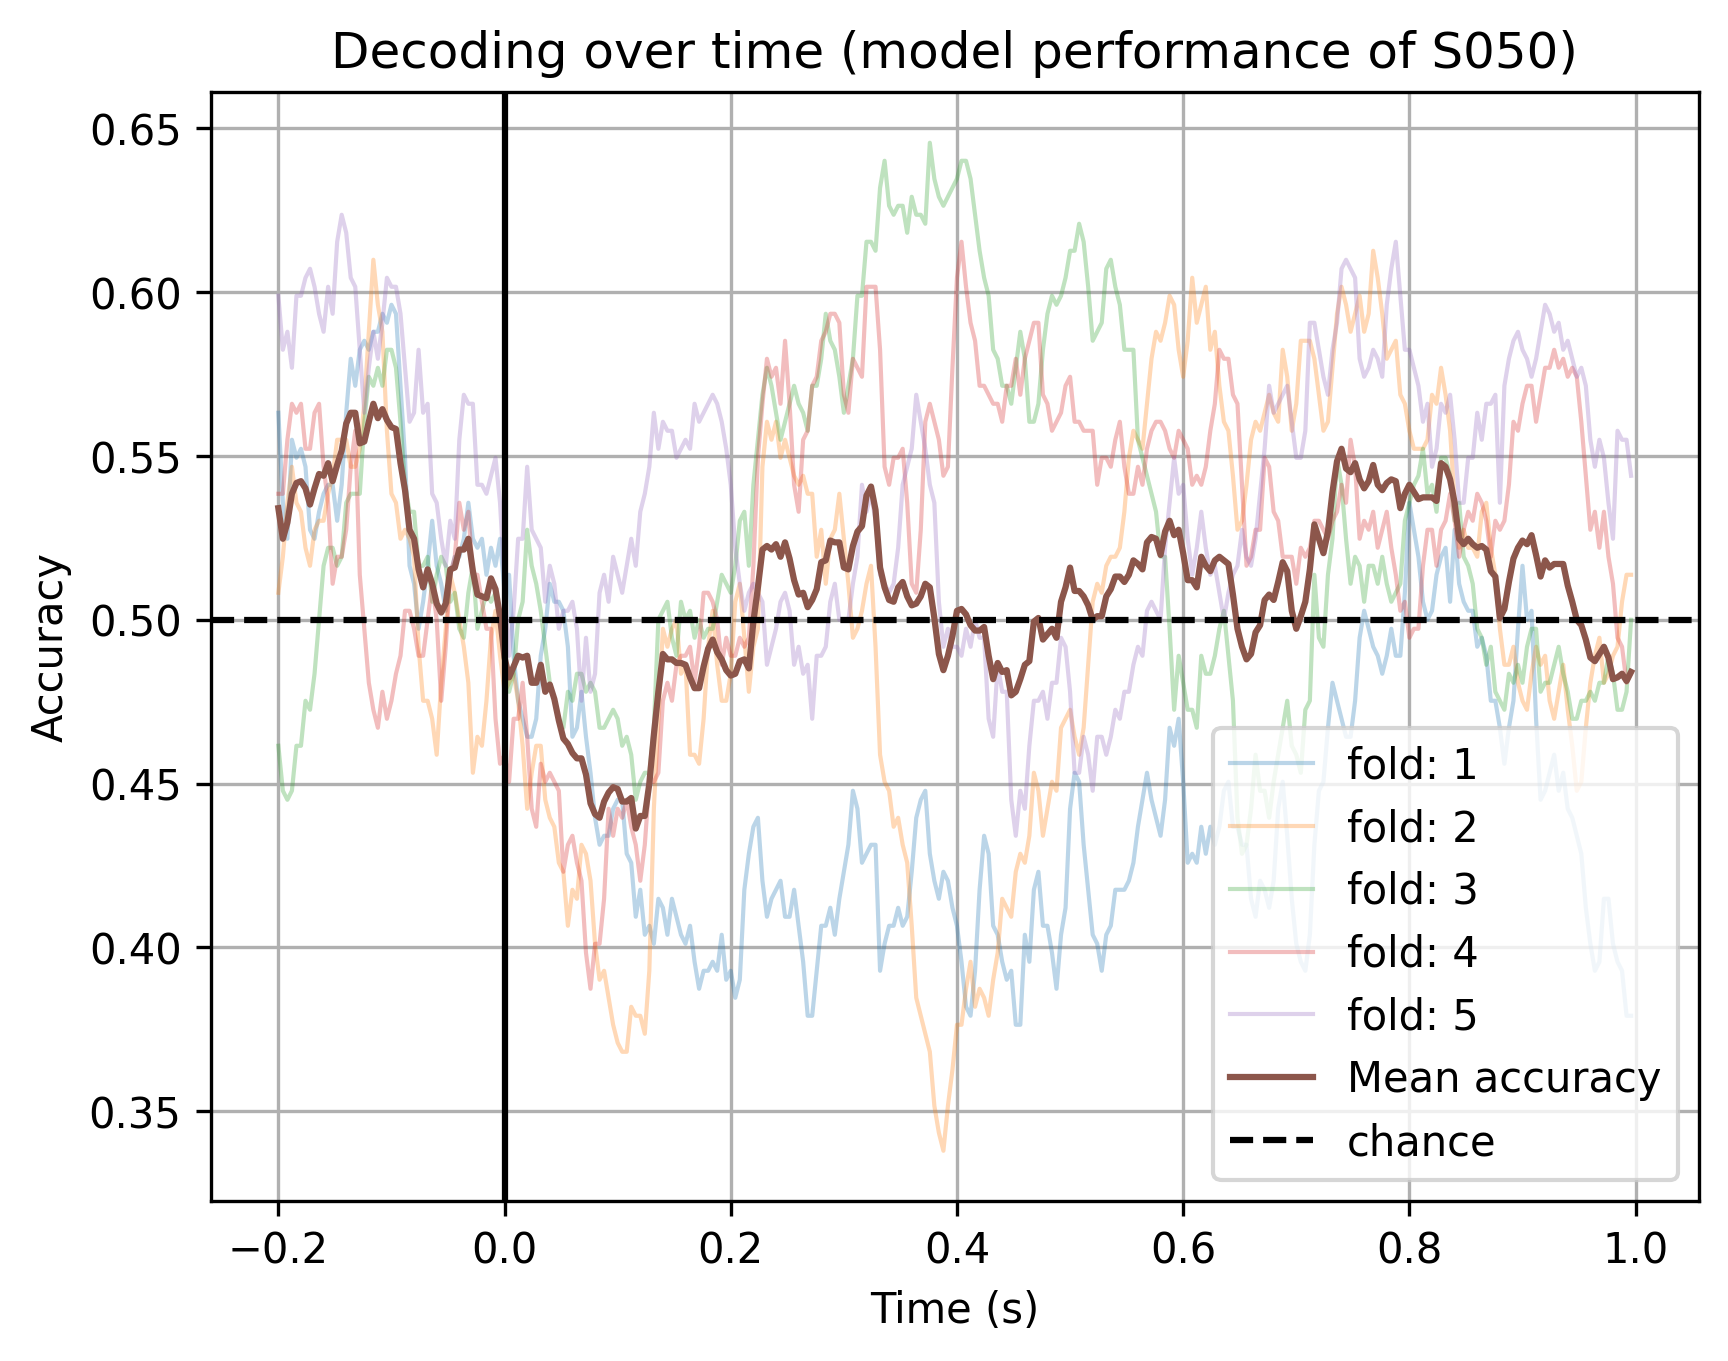 Decoding over time (model performance of S050)
0.65
0.60
0.55
0.50
0.45
0.40
0.35
Accuracy
−0.2
0.0
0.2
0.4
0.6
0.8
1.0
Time (s)
fold: 1
fold: 2
fold: 3
fold: 4
fold: 5
Mean accuracy
chance